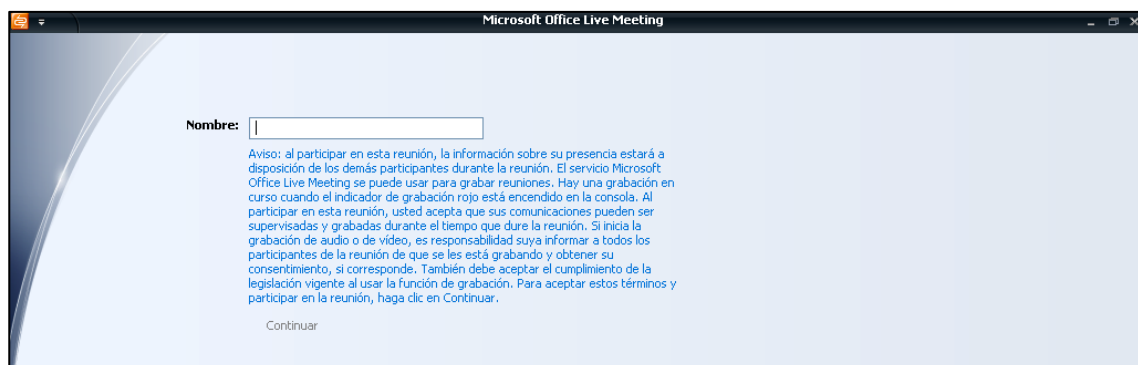 Microsoft Office Live Meeting
Nombre:
Aviso: al participar en esta reunión, la información sobre su presencia estará a
disposición de los demás participantes durante la reunión. El servicio Microsoft
Office Live Meeting se puede usar para grabar reuniones. Hay una grabación en
curso cuando el indicador de grabación rojo está encendido en la consola. Al
participar en esta reunión, usted acepta que sus comunicaciones pueden ser
supervisadas y grabadas durante el tiempo que dure la reunión. Si inicia la
grabación de audio o de vídeo, es responsabilidad suya informar a todos los
participantes de la reunión de que se les está grabando y obtener su
consentimiento, si corresponde. También debe aceptar el cumplimiento de la
legislación vigente al usar la función de grabación. Para aceptar estos términos y
participar en la reunión, haga clic en Continuar.
Continuar